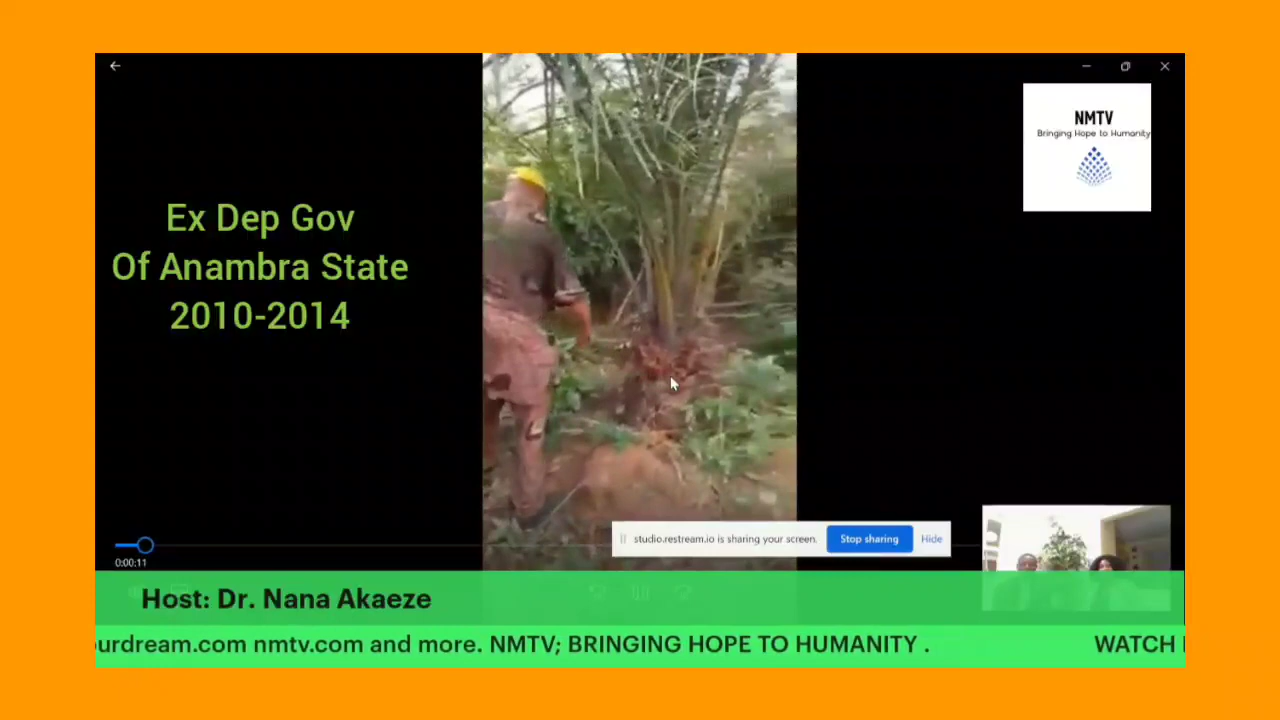 NMTV
Bringing Hope to Humanity
Ex Dep Gov
Of Anambra State
2010-2014
studio.restream.io is sharing your screen.
Stop sharing
Hide
0:00:11
Host: Dr. Nana Akaeze
ourdream.com nmtv.com and more. NMTV; BRINGING HOPE TO HUMANITY . WATCH